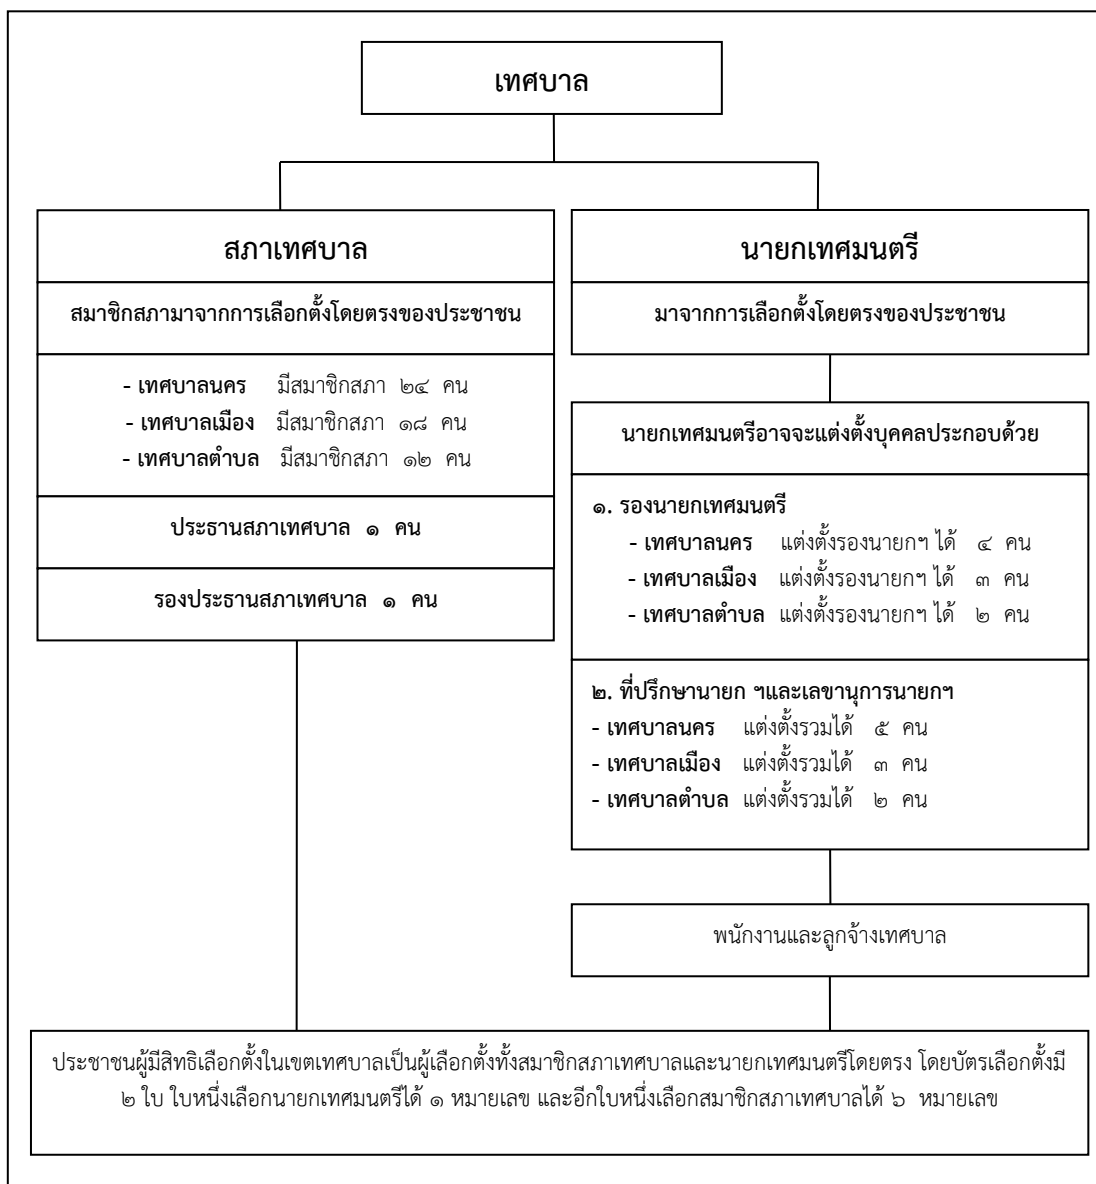 เทศบาล
สภาเทศบาล
สมาชิกสภามาจากการเลือกตั้งโดยตรงของประชาชน
- เทศบาลนคร มีสมาชิกสภา ๒๔ คน
- เทศบาลเมือง มีสมาชิกสภา ๑๘ คน
- เทศบาลตำบล มีสมาชิกสภา ๑๒ คน
ประธานสภาเทศบาล ๑ คน
รองประธานสภาเทศบาล ๑ คน
นายกเทศมนตรี
มาจากการเลือกตั้งโดยตรงของประชาชน
นายกเทศมนตรีอาจจะแต่งตั้งบุคคลประกอบด้วย
๑. รองนายกเทศมนตรี
- เทศบาลนคร แต่งตั้งรองนายกฯ ได้ ๔ คน
- เทศบาลเมือง แต่งตั้งรองนายกฯ ได้ ๓ คน
- เทศบาลตำบล แต่งตั้งรองนายกฯ ได้ ๒ คน
๒. ที่ปรึกษานายก ฯและเลขานุการนายกฯ
- เทศบาลนคร แต่งตั้งรวมได้ ๕ คน
- เทศบาลเมือง แต่งตั้งรวมได้ ๓ คน
- เทศบาลตำบล แต่งตั้งรวมได้ ๒ คน
พนักงานและลูกจ้างเทศบาล
ประชาชนผู้มีสิทธิเลือกตั้งในเขตเทศบาลเป็นผู้เลือกตั้งทั้งสมาชิกสภาเทศบาลและนายกเทศมนตรีโดยตรง โดยบัตรเลือกตั้งมี
๒ ใบ ใบหนึ่งเลือกนายกเทศมนตรีได้ ๑ หมายเลข และอีกใบหนึ่งเลือกสมาชิกสภาเทศบาลได้ ๖ หมายเลข